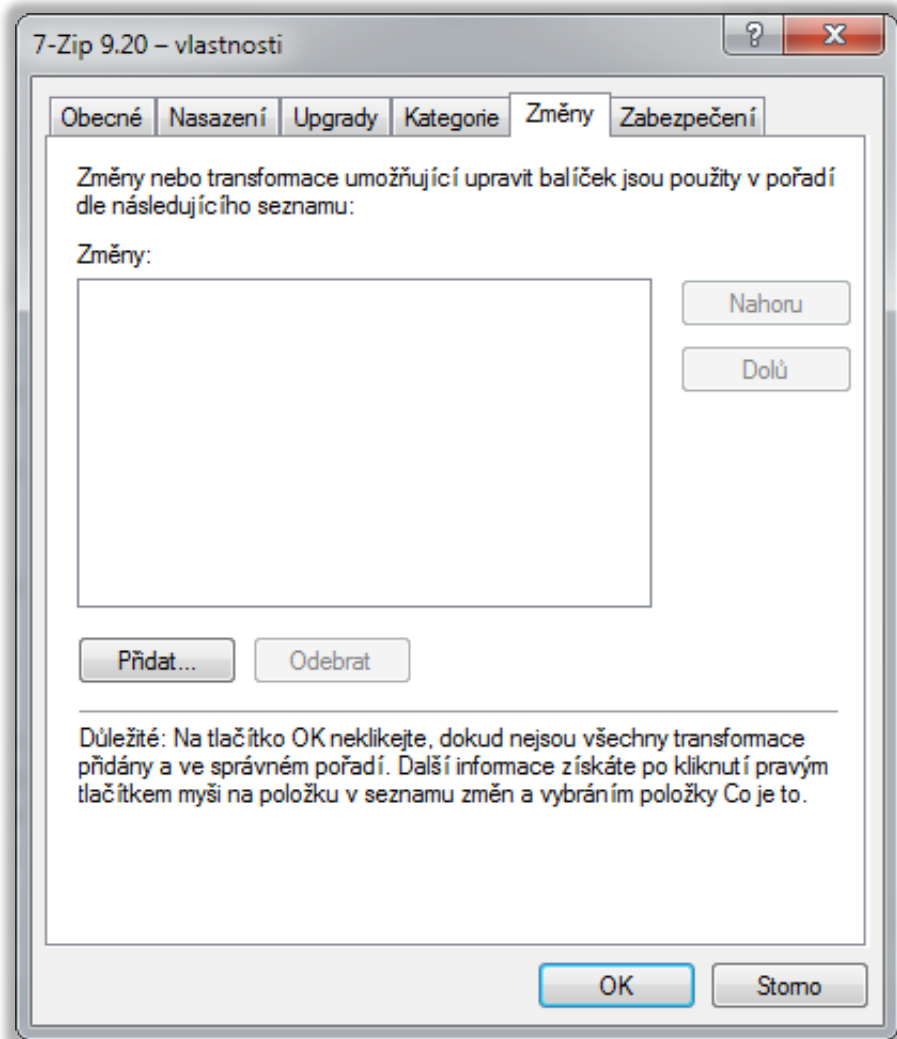 7-Zip 9.20 – vlastnosti
Obecné Nasazení Upgrady Kategorie Změny Zabezpečení
Změny nebo transformace umožňující upravit balíček jsou použity v pořadí
dle následujícího seznamu:
Změny:
Nahoru
Dolů
Přidat... Odebrat
Důležité: Na tlačítko OK neklikejte, dokud nejsou všechny transformace
přidány a ve správném pořadí. Další informace získáte po kliknutí pravým
tlačítkem myši na položku v seznamu změn a vybráním položky Co je to.
OK Storno